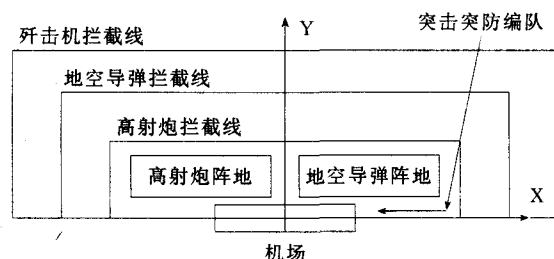 Y
突击突防编队
歼击机拦截线
地空导弹拦截线
高射炮拦截线
高射炮阵地
地空导弹阵地
X
机场